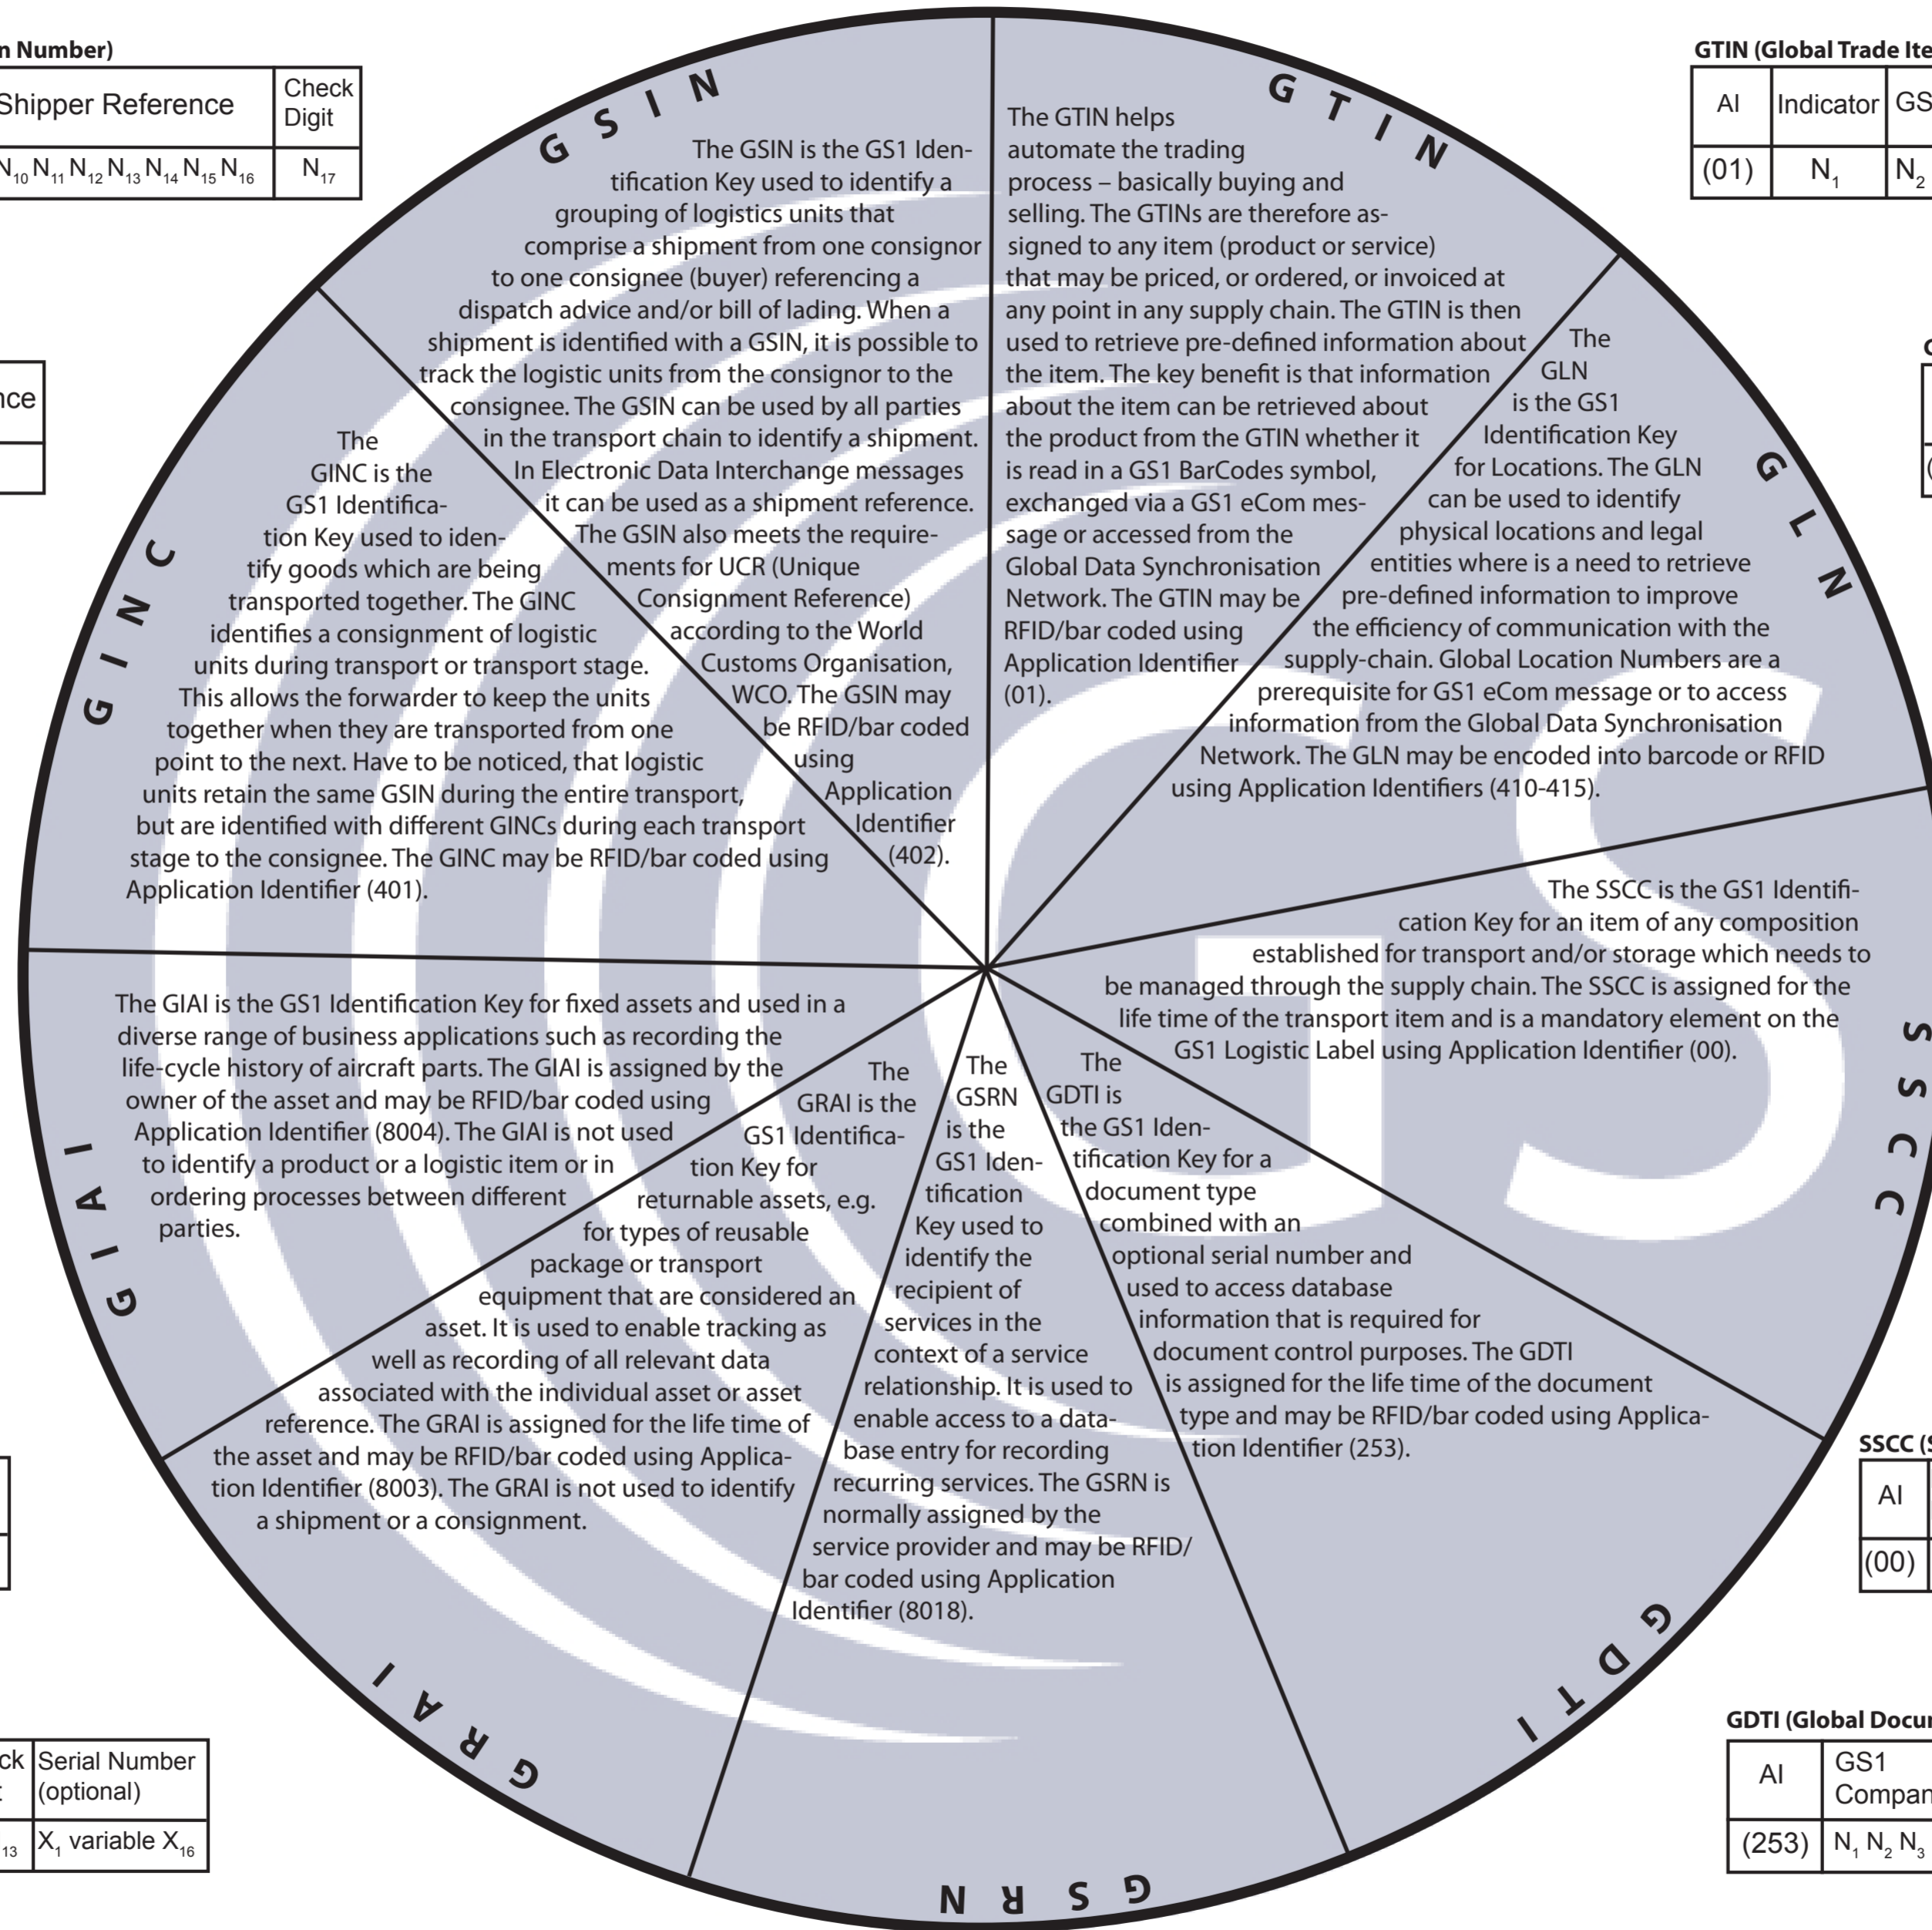 n Number)
Shipper Reference
Check
Digit
N10 N11 N12 N13 N14 N15 N16
N17
GTIN (Global Trade Ite
AI
Indicator
GS
(01)
N1
N2
nce
GSIN
The GSIN is the GS1 Iden-
tification Key used to identify a
grouping of logistics units that
comprise a shipment from one consignor
to one consignee (buyer) referencing a
dispatch advice and/or bill of lading. When a
shipment is identified with a GSIN, it is possible to
track the logistic units from the consignor to the
consignee. The GSIN can be used by all parties
in the transport chain to identify a shipment.
In Electronic Data Interchange messages
it can be used as a shipment reference.
The GSIN also meets the require-
ments for UCR (Unique
Consignment Reference)
according to the World
Customs Organisation,
WCO. The GSIN may
be RFID/bar coded
using
Application
Identifier
(402).
GTIN
The GTIN helps
automate the trading
process – basically buying and
selling. The GTINs are therefore as-
signed to any item (product or service)
that may be priced, or ordered, or invoiced at
any point in any supply chain. The GTIN is then
used to retrieve pre-defined information about
the item. The key benefit is that information
about the item can be retrieved about
the product from the GTIN whether it
is read in a GS1 BarCodes symbol,
exchanged via a GS1 eCom mes-
sage or accessed from the
Global Data Synchronisation
Network. The GTIN may be
RFID/bar coded using
Application Identifier
(01).
GLN
The
GLN
is the GS1
Identification Key
for Locations. The GLN
can be used to identify
physical locations and legal
entities where is a need to retrieve
pre-defined information to improve
the efficiency of communication with the
supply-chain. Global Location Numbers are a
prerequisite for GS1 eCom message or to access
information from the Global Data Synchronisation
Network. The GLN may be encoded into barcode or RFID
using Application Identifiers (410-415).
GINC
The
GINC is the
GS1 Identifica-
tion Key used to iden-
tify goods which are being
transported together. The GINC
identifies a consignment of logistic
units during transport or transport stage.
This allows the forwarder to keep the units
together when they are transported from one
point to the next. Have to be noticed, that logistic
units retain the same GSIN during the entire transport,
but are identified with different GINCs during each transport
stage to the consignee. The GINC may be RFID/bar coded using
Application Identifier (401).
SSCC
The SSCC is the GS1 Identifi-
cation Key for an item of any composition
established for transport and/or storage which needs to
be managed through the supply chain. The SSCC is assigned for the
life time of the transport item and is a mandatory element on the
GS1 Logistic Label using Application Identifier (00).
GIAI
The GIAI is the GS1 Identification Key for fixed assets and used in a
diverse range of business applications such as recording the
life-cycle history of aircraft parts. The GIAI is assigned by the
owner of the asset and may be RFID/bar coded using
Application Identifier (8004). The GIAI is not used
to identify a product or a logistic item or in
ordering processes between different
parties.
GRAI
The
GRAI is the
GS1 Identifica-
tion Key for
returnable assets, e.g.
for types of reusable
package or transport
equipment that are considered an
asset. It is used to enable tracking as
well as recording of all relevant data
associated with the individual asset or asset
reference. The GRAI is assigned for the life time of
the asset and may be RFID/bar coded using Applica-
tion Identifier (8003). The GRAI is not used to identify
a shipment or a consignment.
GSRN
The
GSRN
is the
GS1 Iden-
tification
Key used to
identify the
recipient of
services in the
context of a service
relationship. It is used to
enable access to a data-
base entry for recording
recurring services. The GSRN is
normally assigned by the
service provider and may be RFID/
bar coded using Application
Identifier (8018).
GDTI
The
GDTI is
the GS1 Iden-
tification Key for a
document type
combined with an
optional serial number and
used to access database
information that is required for
document control purposes. The GDTI
is assigned for the life time of the document
type and may be RFID/bar coded using Applica-
tion Identifier (253).
GS
SSCC (S
AI
(00)
ck
t
Serial Number
(optional)
13
X1 variable X16
GDTI (Global Docu
AI
GS1
Compan
(253)
N1 N2 N3